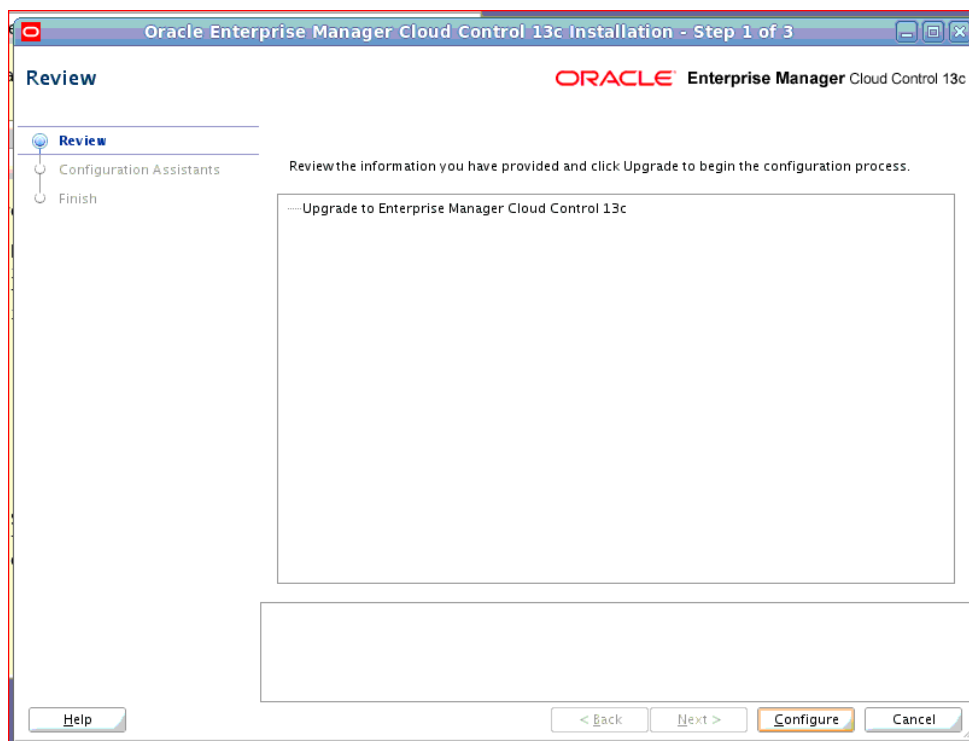 Oracle Enterprise Manager Cloud Control 13c Installation - Step 1 of 3
Review
ORACLE Enterprise Manager Cloud Control 13c
Review
Configuration Assistants
Finish
Review the information you have provided and click Upgrade to begin the configuration process.
Upgrade to Enterprise Manager Cloud Control 13c
Help
< Back
Next >
Configure
Cancel